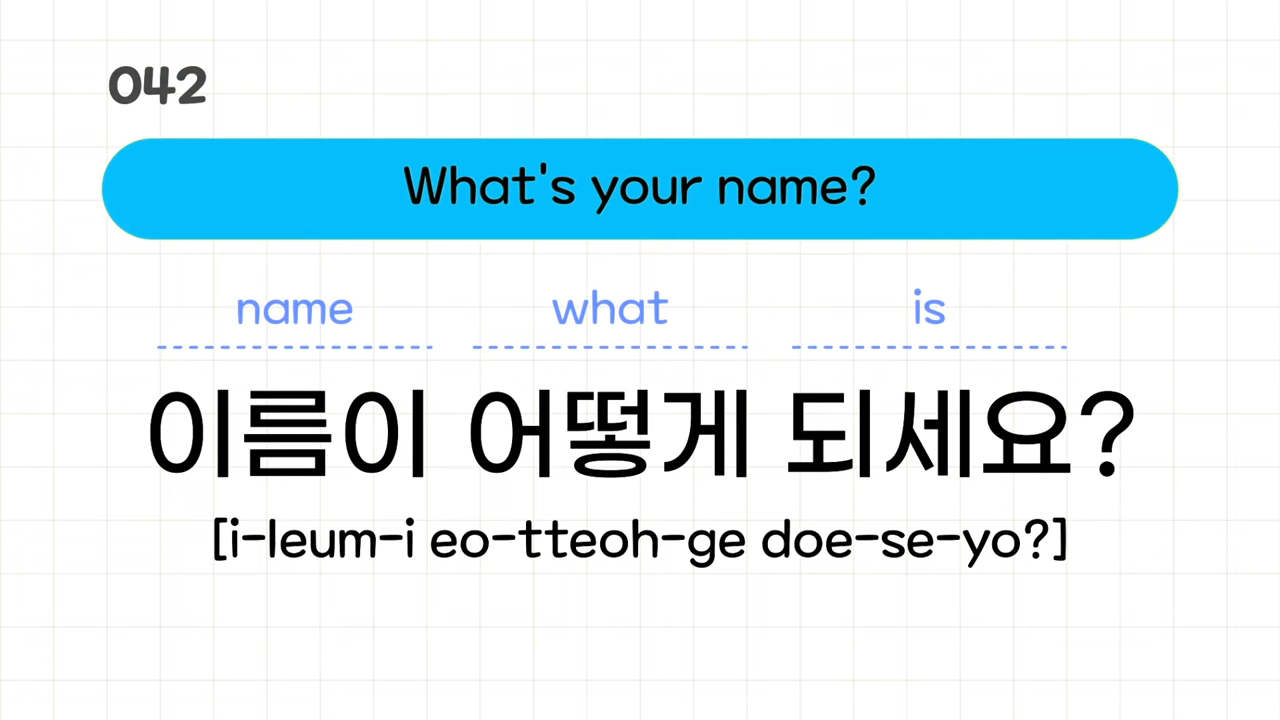 042
What's your name?
name what is
이름이 어떻게 되세요?
[i-leum-i eo-tteoh-ge doe-se-yo?]